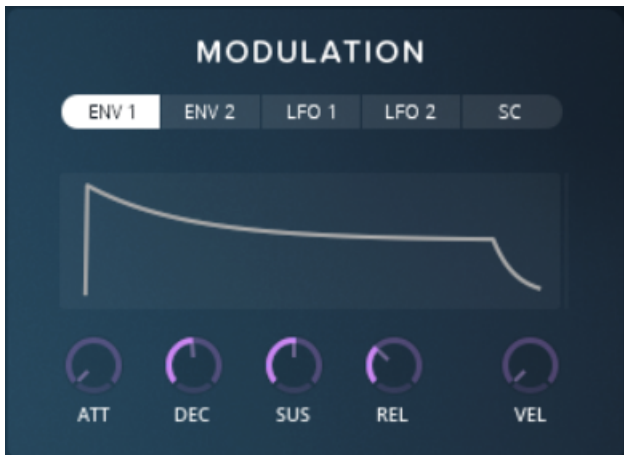 MODULATION
ENV 1 ENV 2 LFO 1 LFO 2 SC
ATT DEC SUS REL VEL